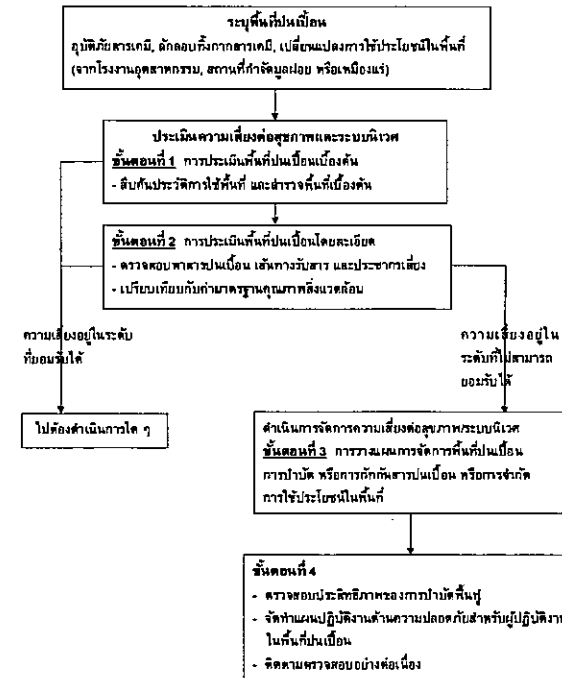 ระบุพื้นที่ปนเปื้อน
อุบัติภัยสารเคมี, ลักลอบทิ้งกากสารเคมี, เปลี่ยนแปลงการใช้ประโยชน์ในพื้นที่
(จากโรงงานอุตสาหกรรม, สถานที่กำจัดมูลฝอย หรือเหมืองแร่)
ประเมินความเสี่ยงต่อสุขภาพและระบบนิเวศ
ขั้นตอนที่ 1 การประเมินพื้นที่ปนเปื้อนเบื้องต้น
- สืบค้นประวัติการใช้พื้นที่ และสำรวจพื้นที่เบื้องต้น
ขั้นตอนที่ 2 การประเมินพื้นที่ปนเปื้อนโดยละเอียด
- ตรวจสอบหาสารปนเปื้อน เส้นทางรับสาร และประชากรเสี่ยง
- เปรียบเทียบกับค่ามาตรฐานคุณภาพสิ่งแวดล้อม
ความเสี่ยงอยู่ในระดับ
ที่ยอมรับได้
ความเสี่ยงอยู่ใน
ระดับที่ไม่สามารถ
ยอมรับได้
ไม่ต้องดำเนินการใด ๆ
ดำเนินการจัดการความเสี่ยงต่อสุขภาพ/ระบบนิเวศ
ขั้นตอนที่ 3 การวางแผนการจัดการพื้นที่ปนเปื้อน
การบำบัด หรือการกักกันสารปนเปื้อน หรือการจำกัด
การใช้ประโยชน์ในพื้นที่
ขั้นตอนที่ 4
- ตรวจสอบประสิทธิภาพของการบำบัดฟื้นฟู
- จัดทำแผนปฏิบัติงานด้านความปลอดภัยสำหรับผู้ปฏิบัติงาน
ในพื้นที่ปนเปื้อน
- ติดตามตรวจสอบอย่างต่อเนื่อง